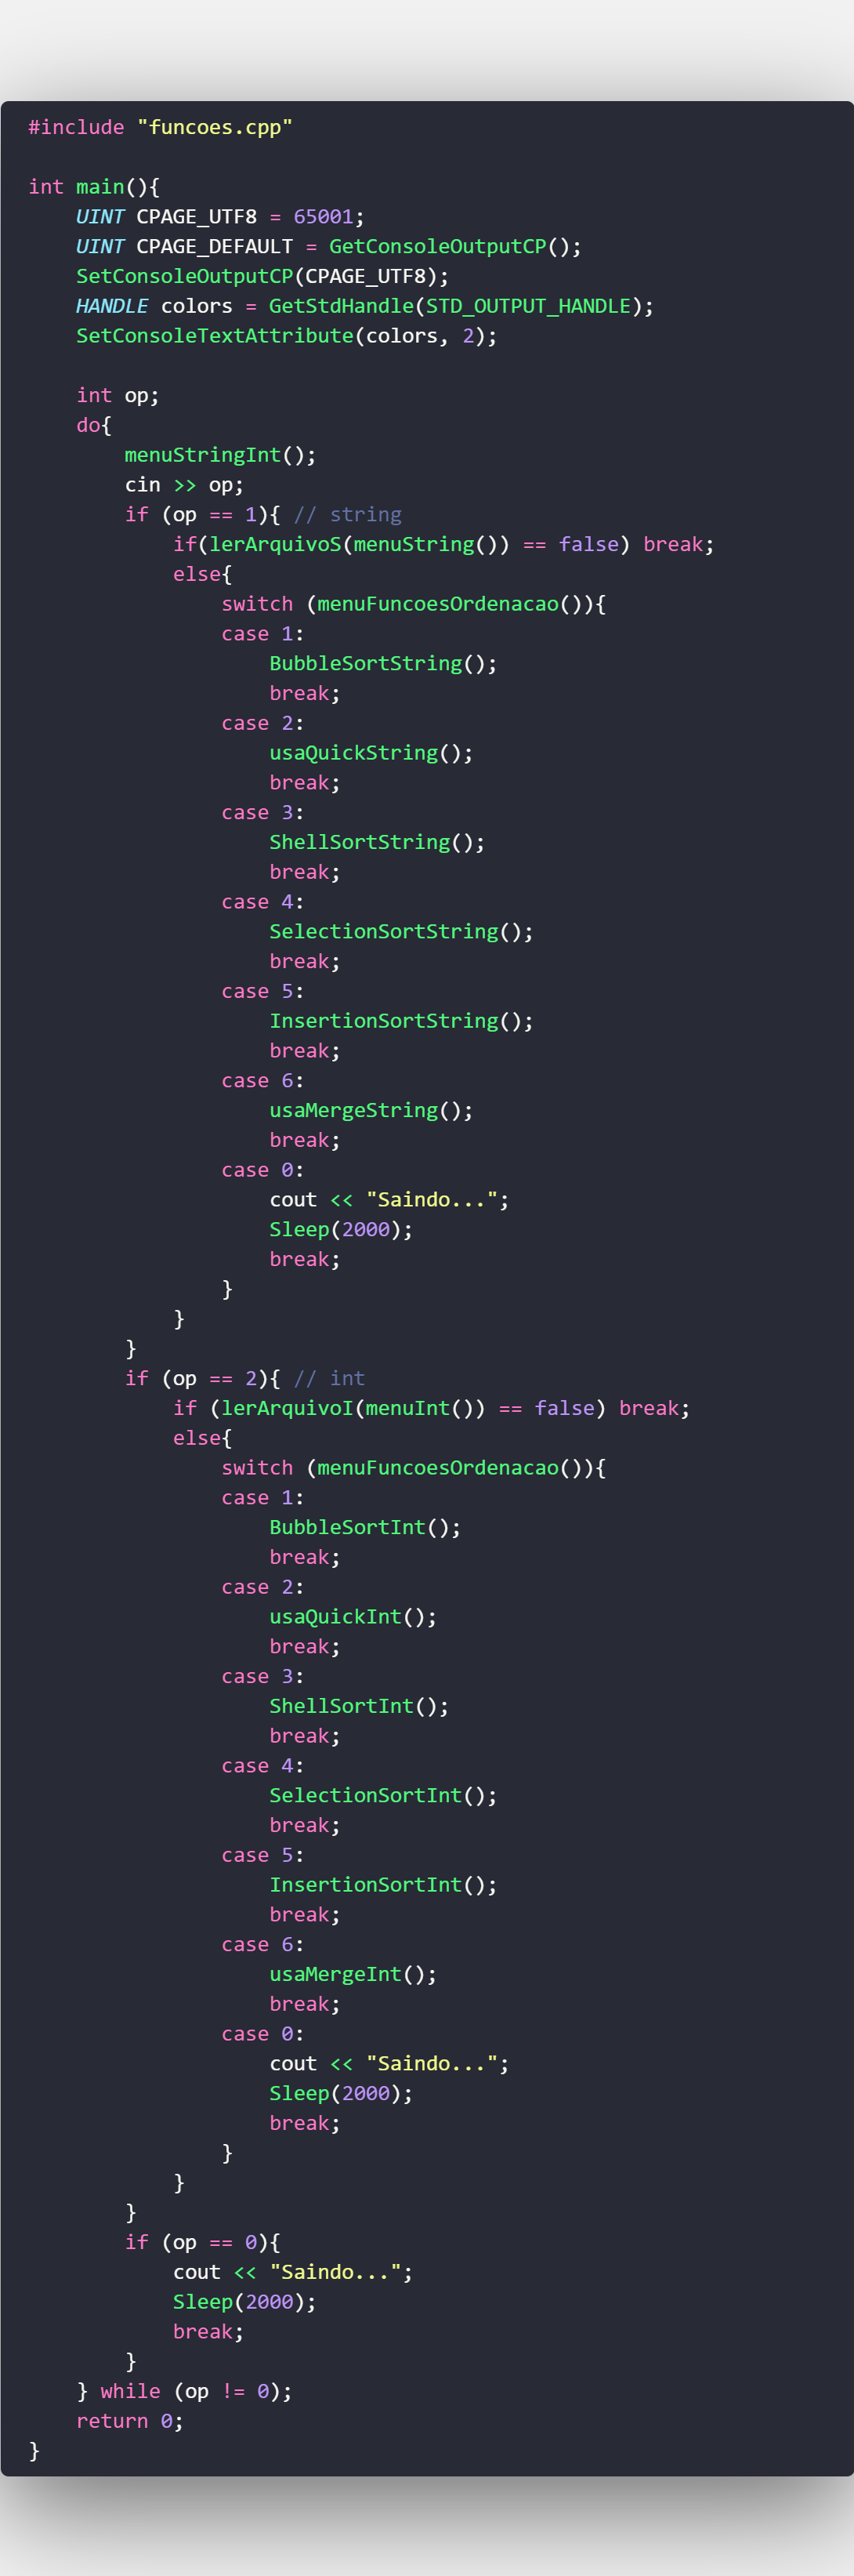 #include "funcoes.cpp"

int main(){
    UINT CPAGE_UTF8 = 65001;
    UINT CPAGE_DEFAULT = GetConsoleOutputCP();
    SetConsoleOutputCP(CPAGE_UTF8);
    HANDLE colors = GetStdHandle(STD_OUTPUT_HANDLE);
    SetConsoleTextAttribute(colors, 2);

    int op;
    do{
        menuStringInt();
        cin >> op;
        if (op == 1){ // string
            if(lerArquivoS(menuString()) == false) break;
            else{
                switch (menuFuncoesOrdenacao()){
                case 1:
                    BubbleSortString();
                    break;
                case 2:
                    usaQuickString();
                    break;
                case 3:
                    ShellSortString();
                    break;
                case 4:
                    SelectionSortString();
                    break;
                case 5:
                    InsertionSortString();
                    break;
                case 6:
                    usaMergeString();
                    break;
                case 0:
                    cout << "Saindo...";
                    Sleep(2000);
                    break;
                }
            }
        }
        if (op == 2){ // int
            if (lerArquivoI(menuInt()) == false) break;
            else{
                switch (menuFuncoesOrdenacao()){
                case 1:
                    BubbleSortInt();
                    break;
                case 2:
                    usaQuickInt();
                    break;
                case 3:
                    ShellSortInt();
                    break;
                case 4:
                    SelectionSortInt();
                    break;
                case 5:
                    InsertionSortInt();
                    break;
                case 6:
                    usaMergeInt();
                    break;
                case 0:
                    cout << "Saindo...";
                    Sleep(2000);
                    break;
                }
            }
        }
        if (op == 0){
            cout << "Saindo...";
            Sleep(2000);
            break;
        }
    } while (op != 0);
    return 0;
}